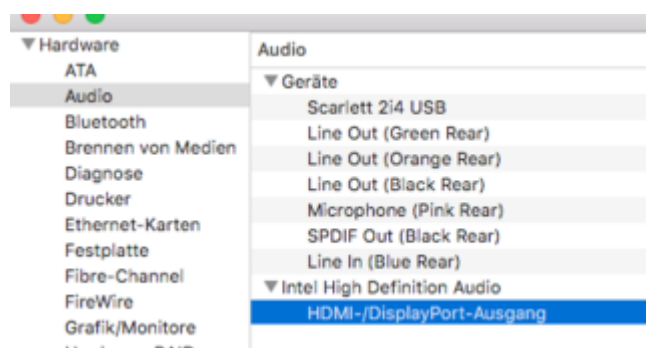 Hardware
ATA
Audio
Bluetooth
Brennen von Medien
Diagnose
Drucker
Ethernet-Karten
Festplatte
Fibre-Channel
FireWire
Grafik/Monitore
Audio
Geräte
Scarlett 2i4 USB
Line Out (Green Rear)
Line Out (Orange Rear)
Line Out (Black Rear)
Microphone (Pink Rear)
SPDIF Out (Black Rear)
Line In (Blue Rear)
Intel High Definition Audio
HDMI-/DisplayPort-Ausgang